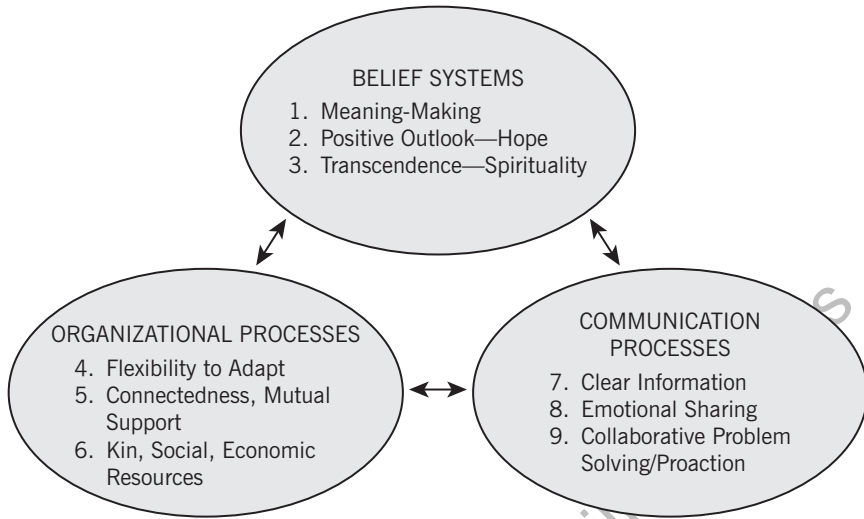 BELIEF SYSTEMS
1. Meaning-Making
2. Positive Outlook—Hope
3. Transcendence—Spirituality
ORGANIZATIONAL PROCESSES
4. Flexibility to Adapt
5. Connectedness, Mutual
Support
6. Kin, Social, Economic
Resources
COMMUNICATION
PROCESSES
7. Clear Information
8. Emotional Sharing
9. Collaborative Problem
Solving/Proaction